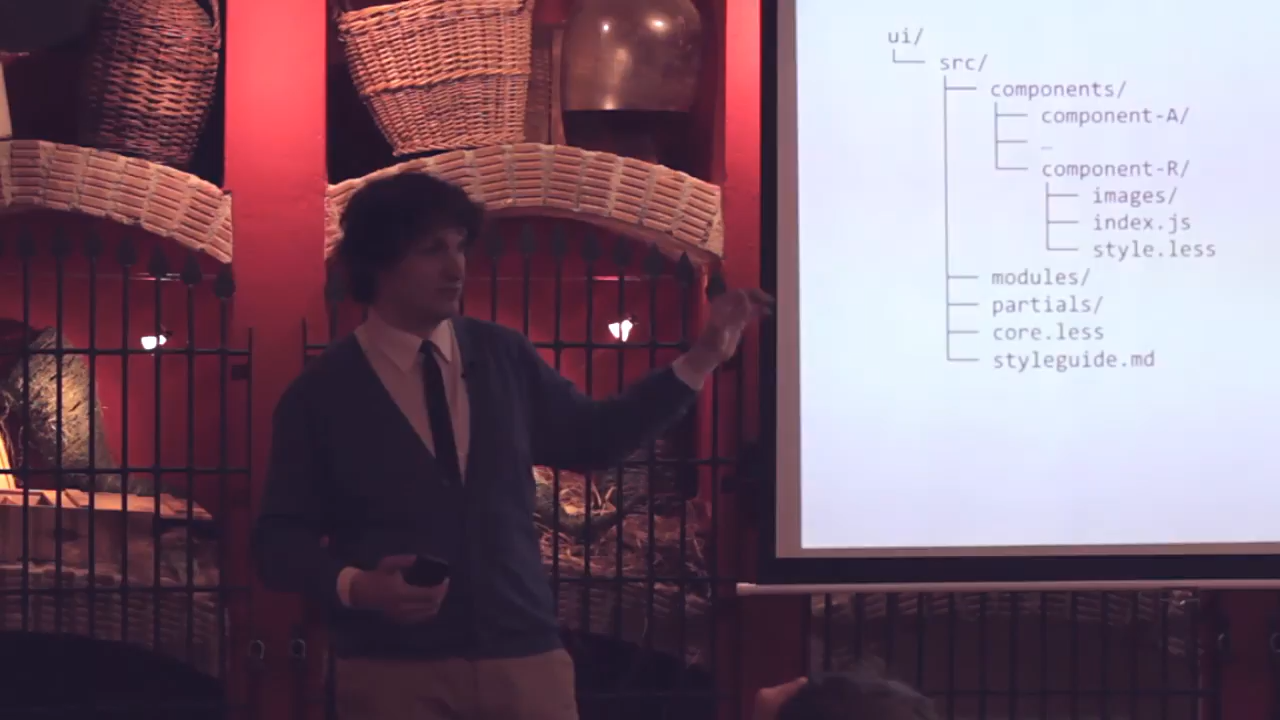 ui/
src/
components/
component-A/
…
component-R/
images/
index.js
style.less
modules/
partials/
core.less
styleguide.md